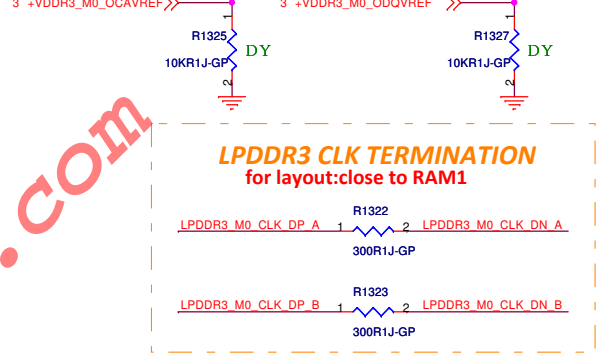 3 +VDDR3_M0_OCAVREF
3 +VDDR3_M0_ODQVREF
1
R1325
DY
10KR1J-GP
2
1
R1327
DY
10KR1J-GP
2
.com
LPDDR3 CLK TERMINATION
for layout:close to RAM1
R1322
LPDDR3_M0_CLK_DP_A 1 2 LPDDR3_M0_CLK_DN_A
300R1J-GP
R1323
LPDDR3_M0_CLK_DP_B 1 2 LPDDR3_M0_CLK_DN_B
300R1J-GP